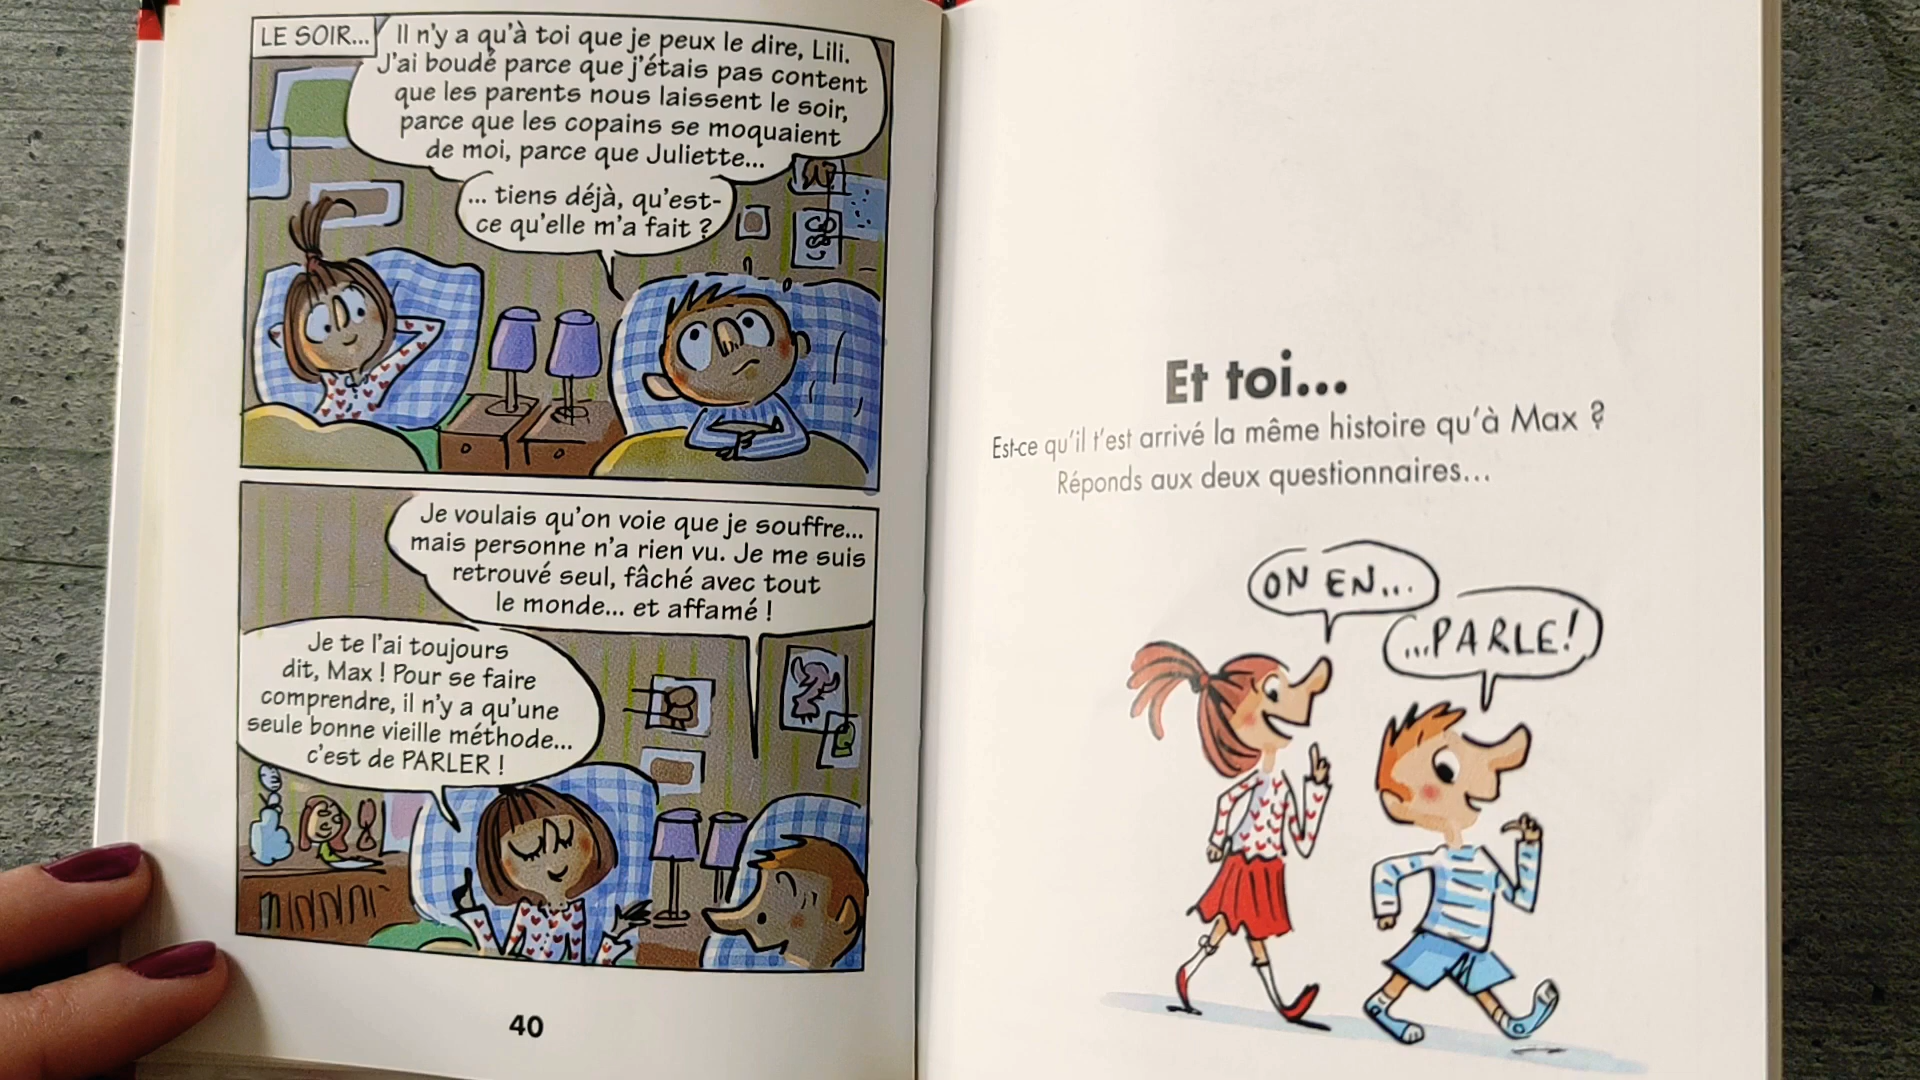 LE SOIR...
Il n'y a qu'à toi que je peux le dire, Lili.
J'ai boudé parce que j'étais pas content
que les parents nous laissent le soir,
parce que les copains se moquaient
de moi, parce que Juliette...
... tiens déjà, qu'est-
ce qu'elle m'a fait ?
Je voulais qu'on voie que je souffre...
mais personne n'a rien vu. Je me suis
retrouvé seul, fâché avec tout
le monde... et affamé !
Je te l'ai toujours
dit, Max ! Pour se faire
comprendre, il n'y a qu'une
seule bonne vieille méthode...
c'est de PARLER !
40
Et toi...
Est-ce qu'il t'est arrivé la même histoire qu'à Max ?
Réponds aux deux questionnaires...
ON EN...
...PARLE!